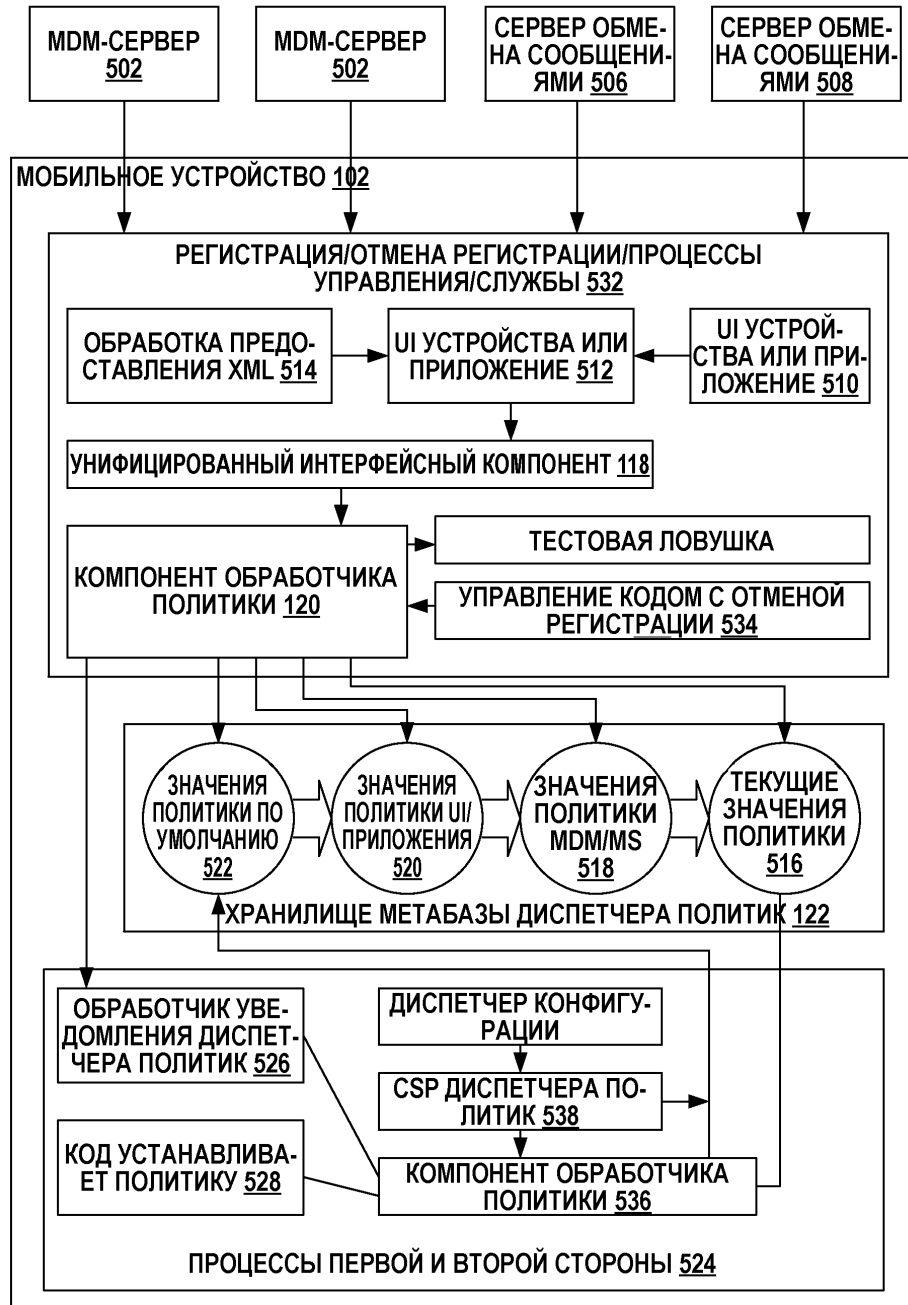 MDM-СЕРВЕР
502
MDM-СЕРВЕР
502
СЕРВЕР ОБМЕ-
НА СООБЩЕНИ-
ЯМИ 506
СЕРВЕР ОБМЕ-
НА СООБЩЕНИ-
ЯМИ 508
МОБИЛЬНОЕ УСТРОЙСТВО 102
РЕГИСТРАЦИЯ/ОТМЕНА РЕГИСТРАЦИИ/ПРОЦЕССЫ
УПРАВЛЕНИЯ/СЛУЖБЫ 532
ОБРАБОТКА ПРЕДО-
СТАВЛЕНИЯ XML 514
UI УСТРОЙСТВА ИЛИ
ПРИЛОЖЕНИЕ 512
UI УСТРОЙ-
СТВА ИЛИ ПРИ-
ЛОЖЕНИЕ 510
УНИФИЦИРОВАННЫЙ ИНТЕРФЕЙСНЫЙ КОМПОНЕНТ 118
КОМПОНЕНТ ОБРАБОТЧИКА
ПОЛИТИКИ 120
ТЕСТОВАЯ ЛОВУШКА
УПРАВЛЕНИЕ КОДОМ С ОТМЕНОЙ
РЕГИСТРАЦИИ 534
ЗНАЧЕНИЯ
ПОЛИТИКИ ПО
УМОЛЧАНИЮ
522
ЗНАЧЕНИЯ
ПОЛИТИКИ UI/
ПРИЛОЖЕНИЯ
520
ЗНАЧЕНИЯ
ПОЛИТИКИ
MDM/MS
518
ТЕКУЩИЕ
ЗНАЧЕНИЯ
ПОЛИТИКИ
516
ХРАНИЛИЩЕ МЕТАБАЗЫ ДИСПЕТЧЕРА ПОЛИТИК 122
ОБРАБОТЧИК УВЕ-
ДОМЛЕНИЯ ДИСПЕТ-
ЧЕРА ПОЛИТИК 526
ДИСПЕТЧЕР КОНФИГУ-
РАЦИИ
CSP ДИСПЕТЧЕРА ПО-
ЛИТИК 538
КОД УСТАНАВЛИВА-
ЕТ ПОЛИТИКУ 528
КОМПОНЕНТ ОБРАБОТЧИКА
ПОЛИТИКИ 536
ПРОЦЕССЫ ПЕРВОЙ И ВТОРОЙ СТОРОНЫ 524